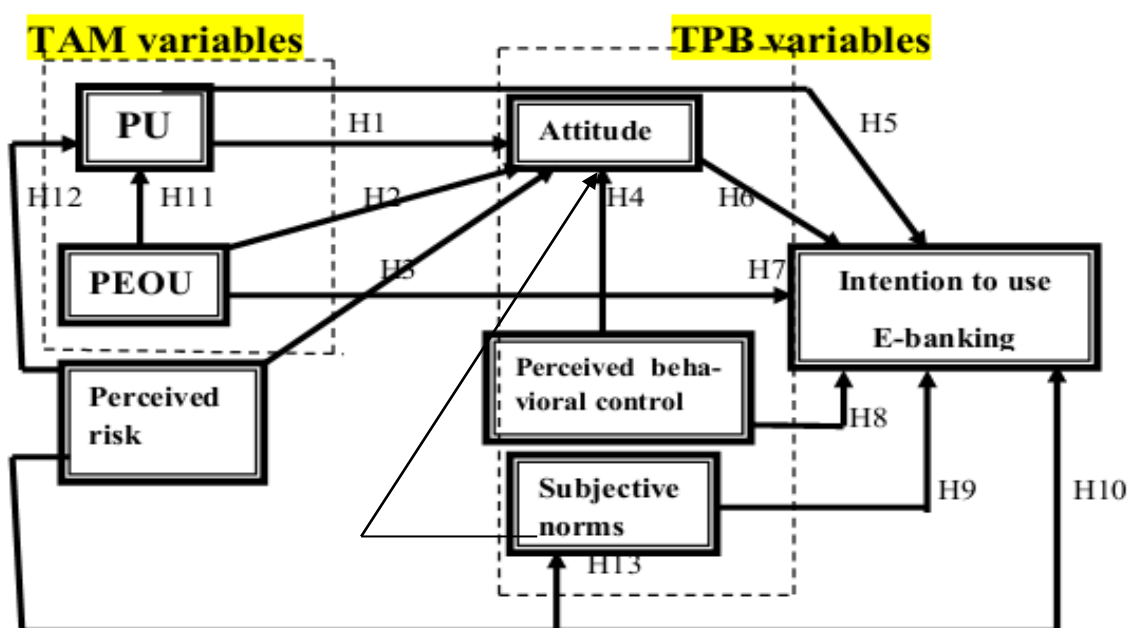 TAM variables
TPB variables
PU
H1
Attitude
H5
H12
H11
H2
H4
H6
PEOU
H3
H7
Intention to use
E-banking
Perceived
risk
Perceived beha-
vioral control
H8
Subjective
norms
H9
H10
H13